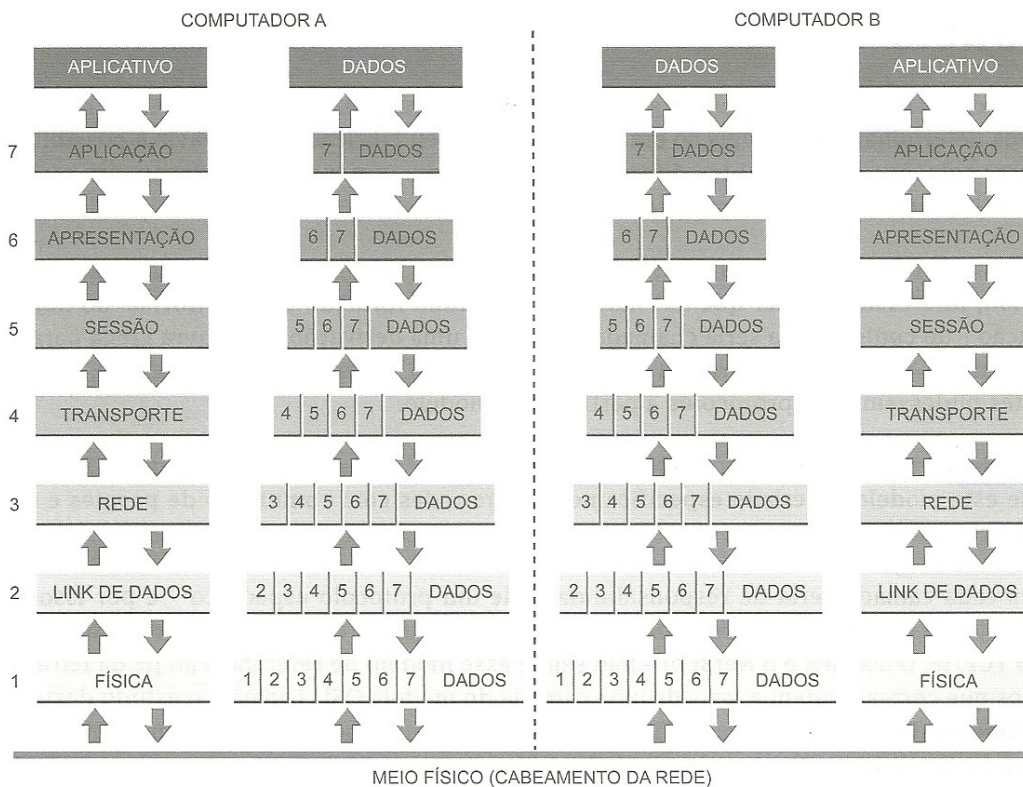 COMPUTADOR A COMPUTADOR B
APLICATIVO DADOS DADOS APLICATIVO
7 APLICAÇÃO 7 DADOS 7 DADOS APLICAÇÃO
6 APRESENTAÇÃO 6 7 DADOS 6 7 DADOS APRESENTAÇÃO
5 SESSÃO 5 6 7 DADOS 5 6 7 DADOS SESSÃO
4 TRANSPORTE 4 5 6 7 DADOS 4 5 6 7 DADOS TRANSPORTE
3 REDE 3 4 5 6 7 DADOS 3 4 5 6 7 DADOS REDE
2 LINK DE DADOS 2 3 4 5 6 7 DADOS 2 3 4 5 6 7 DADOS LINK DE DADOS
1 FÍSICA 1 2 3 4 5 6 7 DADOS 1 2 3 4 5 6 7 DADOS FÍSICA
MEIO FÍSICO (CABEAMENTO DA REDE)